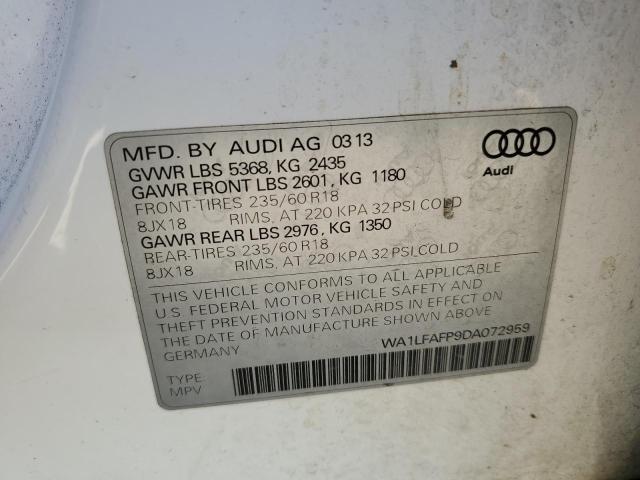 MFD. BY AUDI AG 03 13
GVWR LBS 5368, KG 2435
GAWR FRONT LBS 2601, KG 1180
FRONT-TIRES 235/60 R18
8JX18 RIMS, AT 220 KPA 32 PSI COLD
GAWR REAR LBS 2976, KG 1350
REAR-TIRES 235/60 R18
8JX18 RIMS, AT 220 KPA 32 PSI.COLD
Audi
THIS VEHICLE CONFORMS TO ALL APPLICABLE
U.S. FEDERAL MOTOR VEHICLE SAFETY AND
THEFT PREVENTION STANDARDS IN EFFECT ON
THE DATE OF MANUFACTURE SHOWN ABOVE
GERMANY
WA1LFAFP9DA072959
TYPE:
MPV